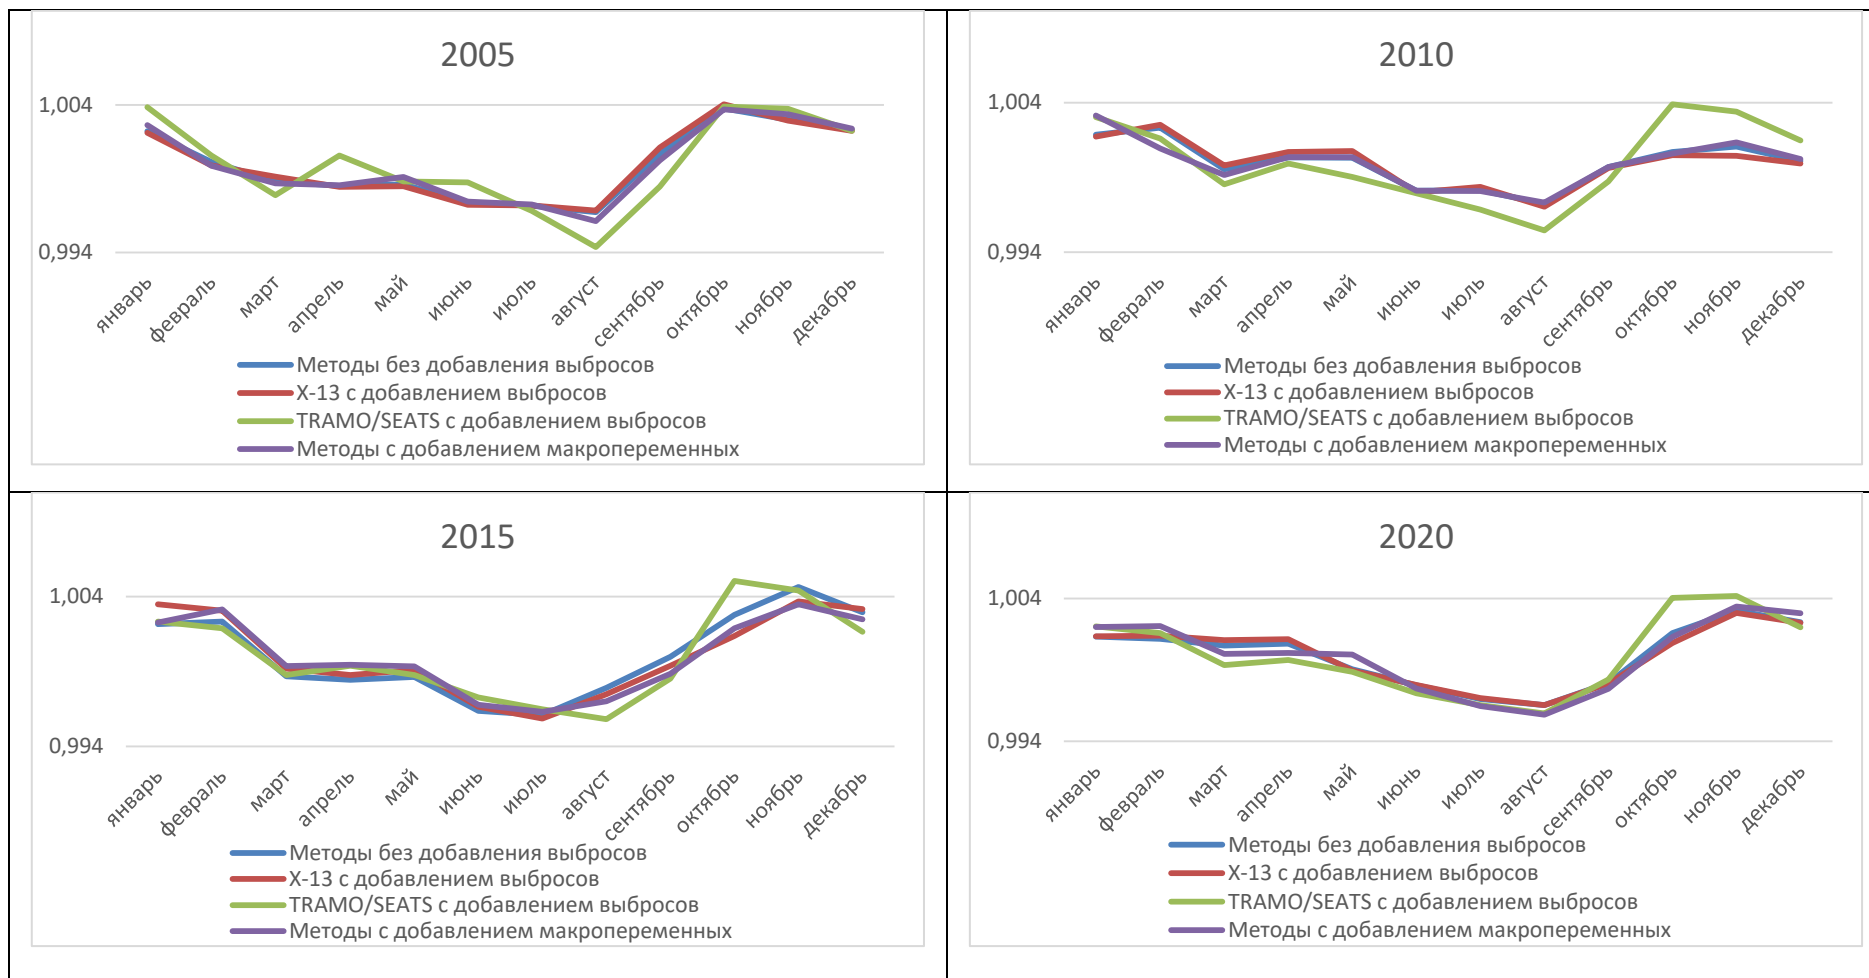 2005
1,004
0,994
январь
февраль
март
апрель
май
июнь
июль
август
сентябрь
октябрь
ноябрь
декабрь
Методы без добавления выбросов
X-13 с добавлением выбросов
TRAMO/SEATS с добавлением выбросов
Методы с добавлением макропеременных
2010
1,004
0,994
январь
февраль
март
апрель
май
июнь
июль
август
сентябрь
октябрь
ноябрь
декабрь
Методы без добавления выбросов
X-13 с добавлением выбросов
TRAMO/SEATS с добавлением выбросов
Методы с добавлением макропеременных
2015
1,004
0,994
январь
февраль
март
апрель
май
июнь
июль
август
сентябрь
октябрь
ноябрь
декабрь
Методы без добавления выбросов
X-13 с добавлением выбросов
TRAMO/SEATS с добавлением выбросов
Методы с добавлением макропеременных
2020
1,004
0,994
январь
февраль
март
апрель
май
июнь
июль
август
сентябрь
октябрь
ноябрь
декабрь
Методы без добавления выбросов
X-13 с добавлением выбросов
TRAMO/SEATS с добавлением выбросов
Методы с добавлением макропеременных